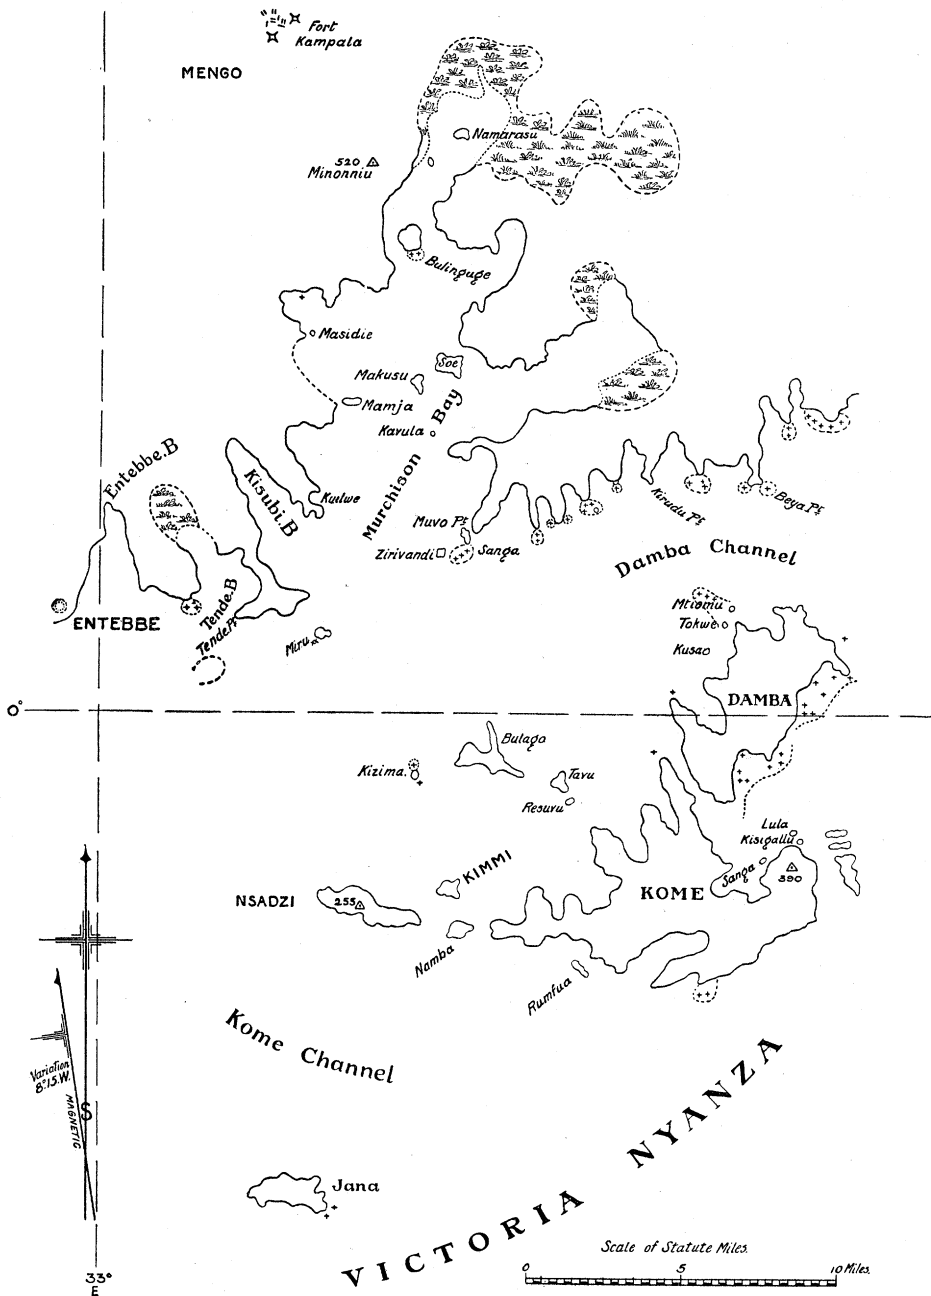 Fort
Kampala
MENGO
Namarasu
520
Minonniu
Bulinguge
Masidie
Soe
Makusu
Mamja
Kavula
Murchison Bay
Entebbe.B
Kisubi.B
Kuilwe
Muvo Pt.
Zirivandi
Sanga
Kirudu Pt.
Beya Pt.
Damba Channel
ENTEBBE
Tende.B
Tende Pt.
Miru
Mtiomu
Tokwe
Kusa
DAMBA
0°
Bulaga
Kizima.
Tavu
Resuvu
Lula
Kisigallu
Sanga
390
KOME
KIMMI
NSADZI
255
Namba
Rumfua
Kome Channel
Variation
8°.15.W.
MAGNETIC
S
VICTORIA NYANZA
Jana
Scale of Statute Miles.
0 5 10 Miles.
33°
E